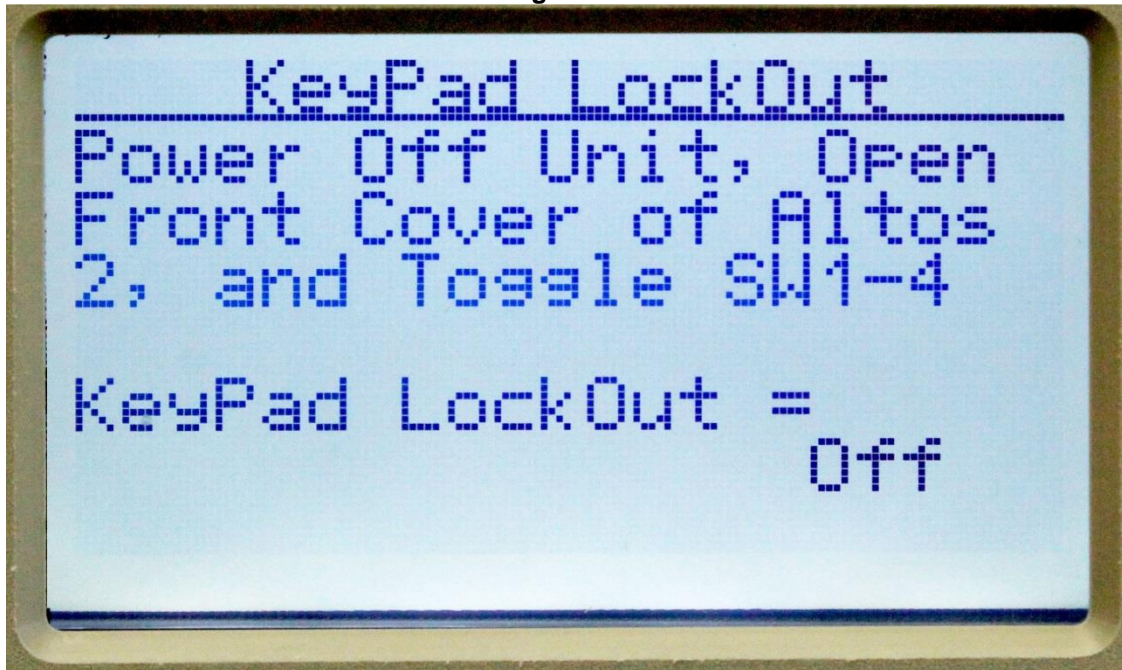 KeyPad LockOut
Power Off Unit, Open
Front Cover of Altos
2, and Toggle SW1-4
KeyPad LockOut =
Off